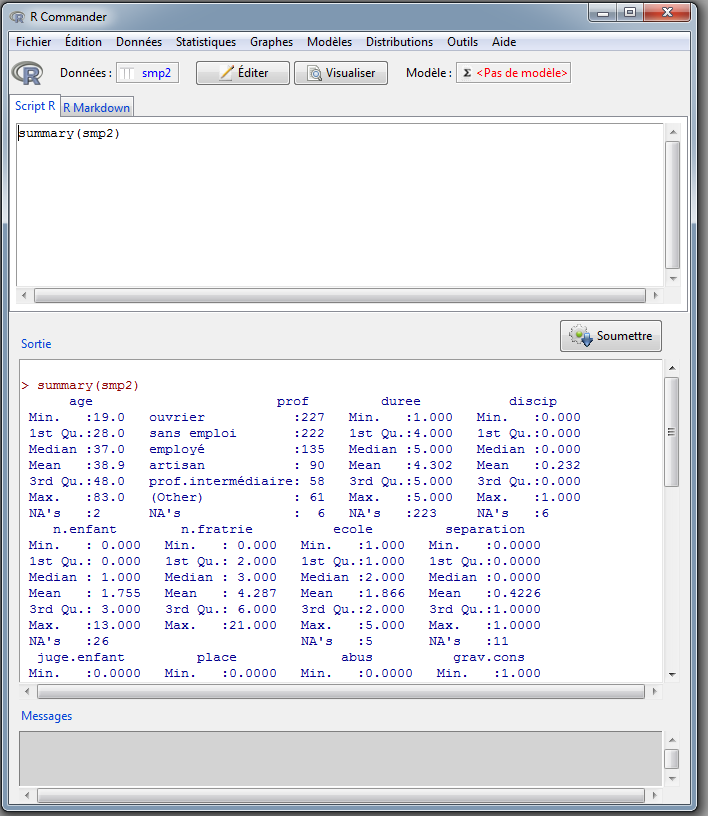 R Commander
Fichier Édition Données Statistiques Graphes Modèles Distributions Outils Aide
R Données : smp2 Éditer Visualiser Modèle : Σ <Pas de modèle>
Script R R Markdown
summary(smp2)
Soumettre
Sortie
> summary(smp2)
      age                       prof         duree          discip
 Min.   :19.0   ouvrier           :227   Min.   :1.000   Min.   :0.000
 1st Qu.:28.0   sans emploi       :222   1st Qu.:4.000   1st Qu.:0.000
 Median :37.0   employé           :135   Median :5.000   Median :0.000
 Mean   :38.9   artisan           : 90   Mean   :4.302   Mean   :0.232
 3rd Qu.:48.0   prof.intermédiaire: 58   3rd Qu.:5.000   3rd Qu.:0.000
 Max.   :83.0   (Other)           : 61   Max.   :5.000   Max.   :1.000
 NA's   :2      NA's              :  6   NA's   :223     NA's   :6
    n.enfant        n.fratrie          ecole         separation
 Min.   : 0.000   Min.   : 0.000   Min.   :1.000   Min.   :0.0000
 1st Qu.: 0.000   1st Qu.: 2.000   1st Qu.:1.000   1st Qu.:0.0000
 Median : 1.000   Median : 3.000   Median :2.000   Median :0.0000
 Mean   : 1.755   Mean   : 4.287   Mean   :1.866   Mean   :0.4226
 3rd Qu.: 3.000   3rd Qu.: 6.000   3rd Qu.:2.000   3rd Qu.:1.0000
 Max.   :13.000   Max.   :21.000   Max.   :5.000   Max.   :1.0000
 NA's   :26                        NA's   :5       NA's   :11
  juge.enfant         place             abus          grav.cons
 Min.   :0.0000   Min.   :0.0000   Min.   :0.0000   Min.   :1.000
Messages